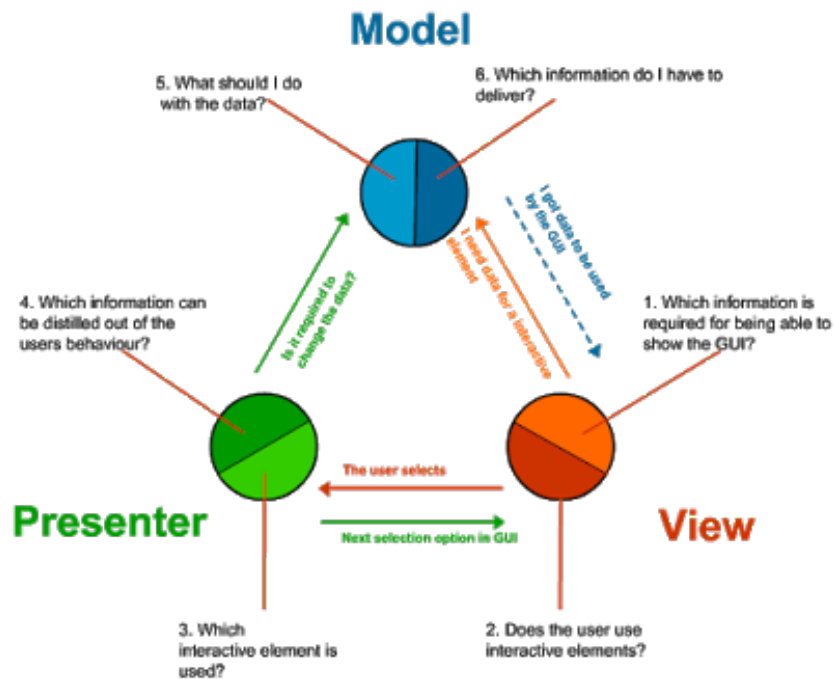 Model
5. What should I do
with the data?
6. Which information do I have to
deliver?
I got data to be used
by the GUI
I need data for a interactive
element
Is it required to
change the data?
4. Which information can
be distilled out of the
users behaviour?
1. Which information is
required for being able to
show the GUI?
The user selects
Presenter
View
Next selection option in GUI
3. Which
interactive element is
used?
2. Does the user use
interactive elements?